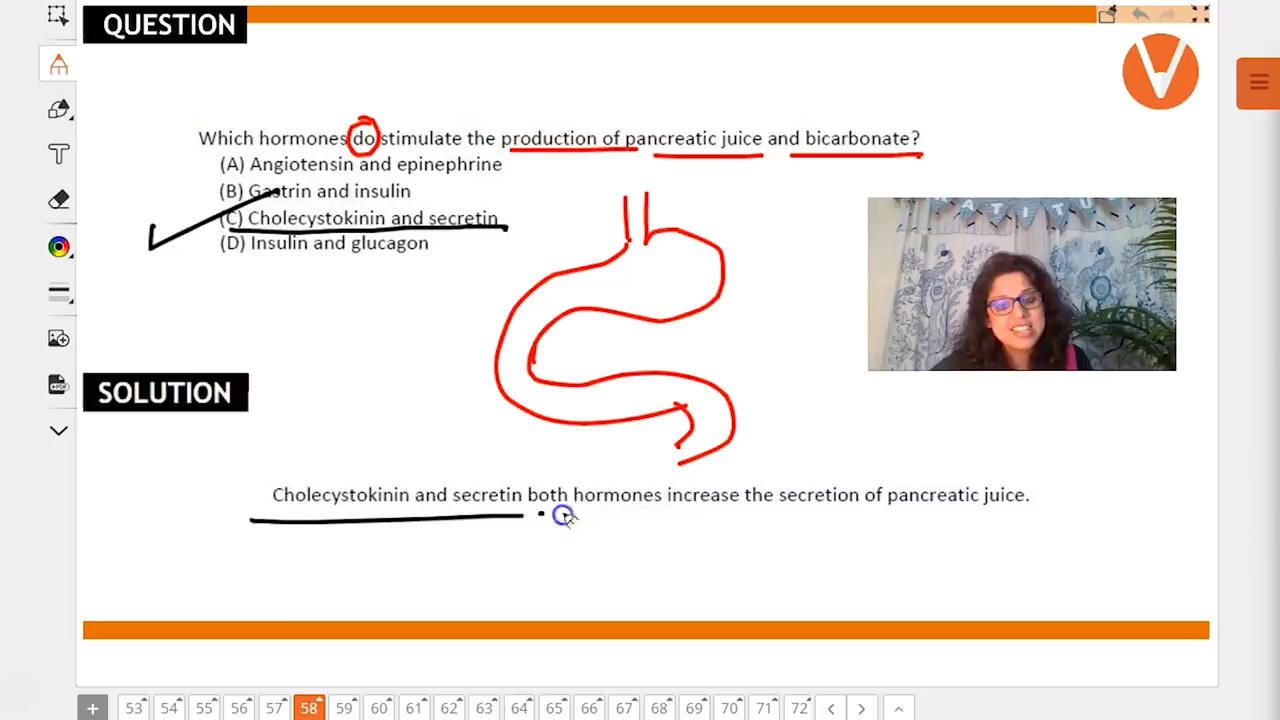 QUESTION
Which hormones do stimulate the production of pancreatic juice and bicarbonate?
(A) Angiotensin and epinephrine
(B) Gastrin and insulin
(C) Cholecystokinin and secretin
(D) Insulin and glucagon
ATITU
SOLUTION
Cholecystokinin and secretin both hormones increase the secretion of pancreatic juice.
53 54 55 56 57 58 59 60 61 62 63 64 65 66 67 68 69 70 71 72